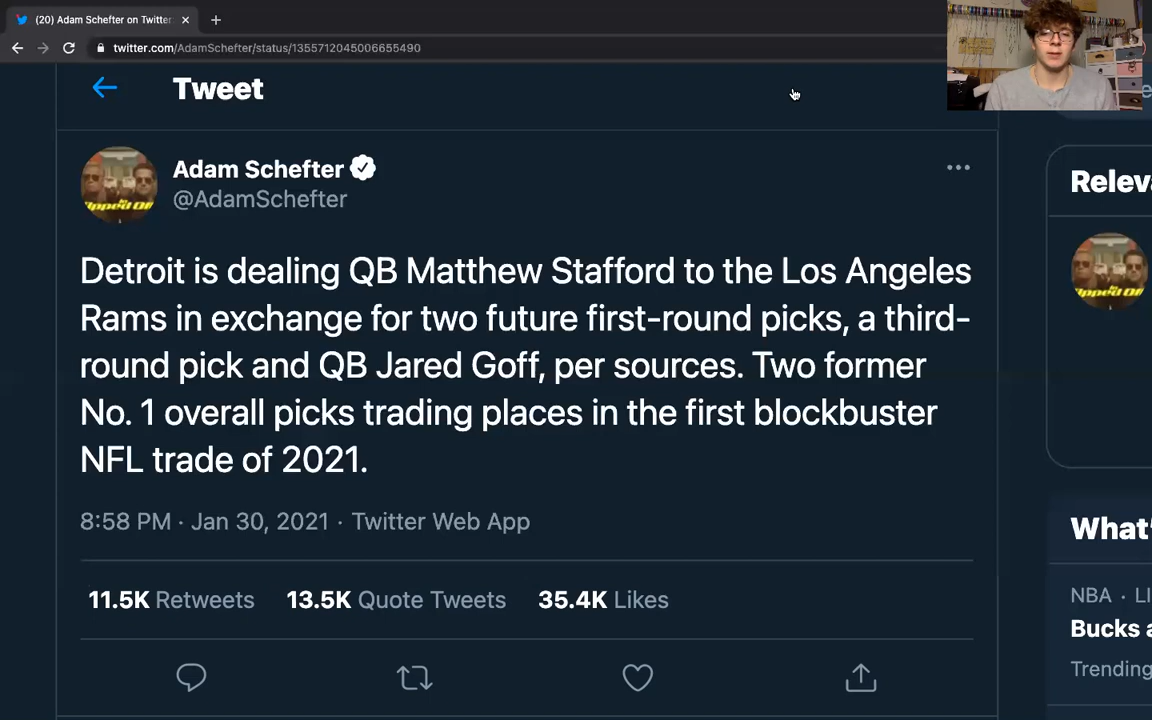 (20) Adam Schefter on Twitter:
twitter.com/AdamSchefter/status/1355712045006655490
Tweet
Adam Schefter
@AdamSchefter
Detroit is dealing QB Matthew Stafford to the Los Angeles
Rams in exchange for two future first-round picks, a third-
round pick and QB Jared Goff, per sources. Two former
No. 1 overall picks trading places in the first blockbuster
NFL trade of 2021.
8:58 PM · Jan 30, 2021 · Twitter Web App
11.5K Retweets 13.5K Quote Tweets 35.4K Likes
Relev
What'
NBA · LI
Bucks a
Trending